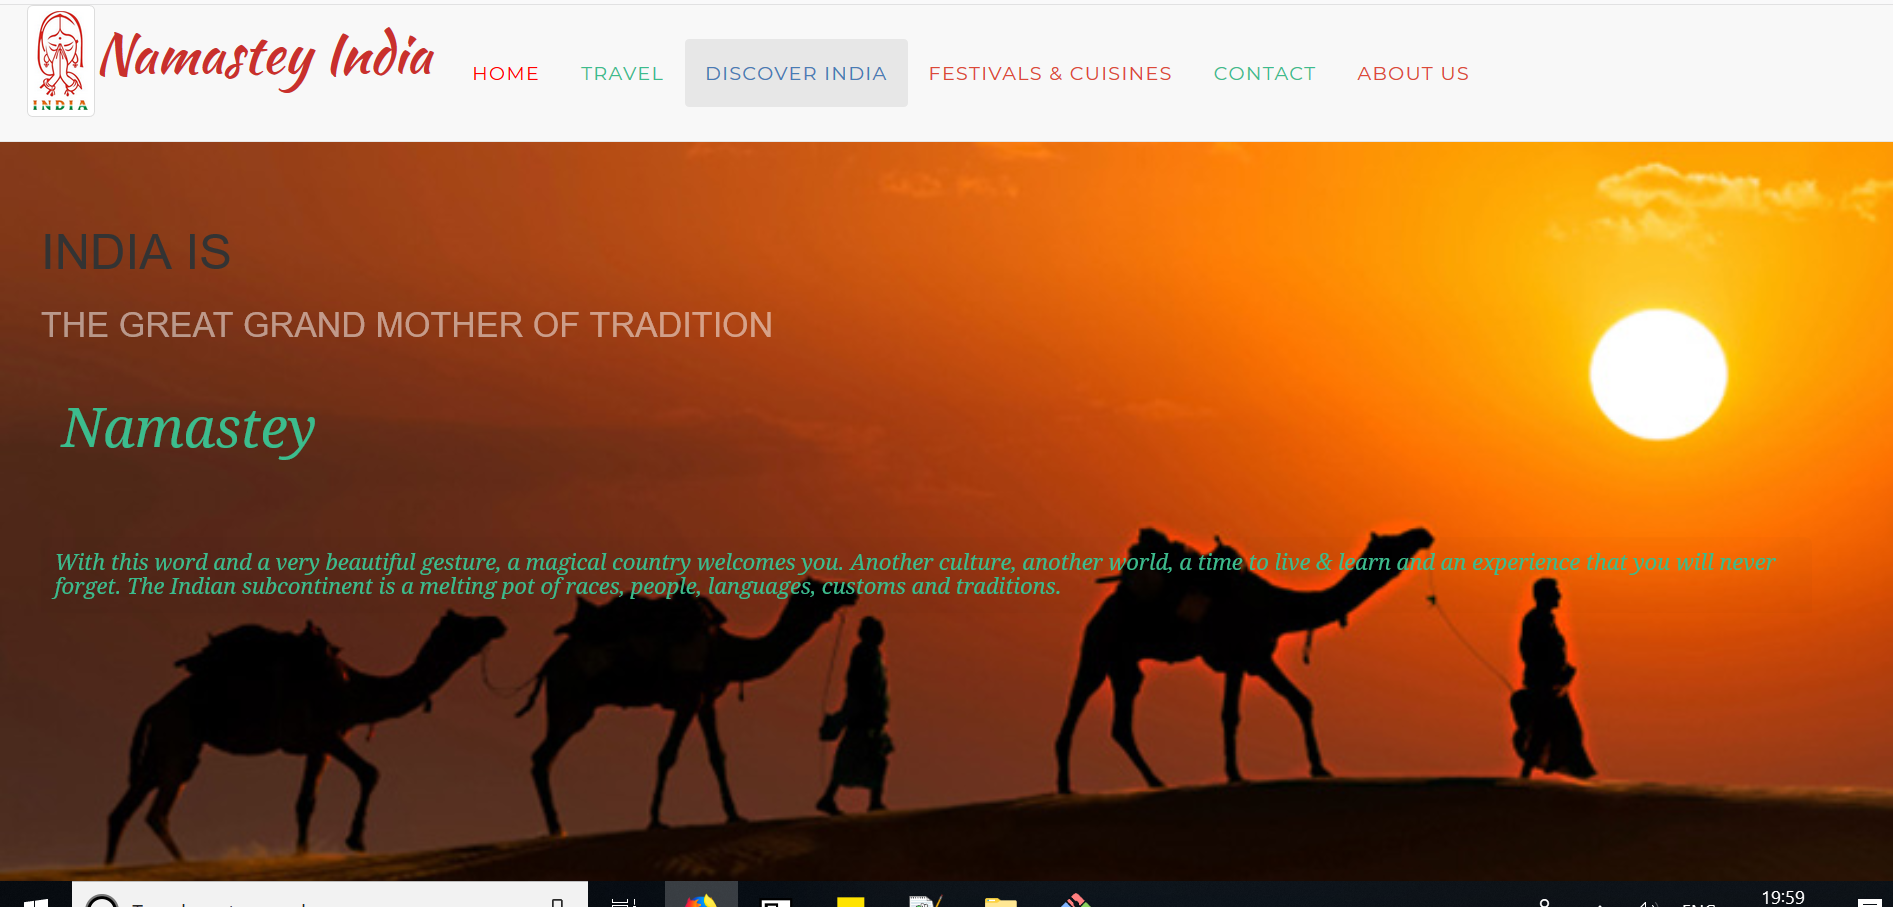 INDIA
Namastey India
HOME TRAVEL DISCOVER INDIA FESTIVALS & CUISINES CONTACT ABOUT US
INDIA IS
THE GREAT GRAND MOTHER OF TRADITION
Namastey
With this word and a very beautiful gesture, a magical country welcomes you. Another culture, another world, a time to live & learn and an experience that you will never
forget. The Indian subcontinent is a melting pot of races, people, languages, customs and traditions.
19:59